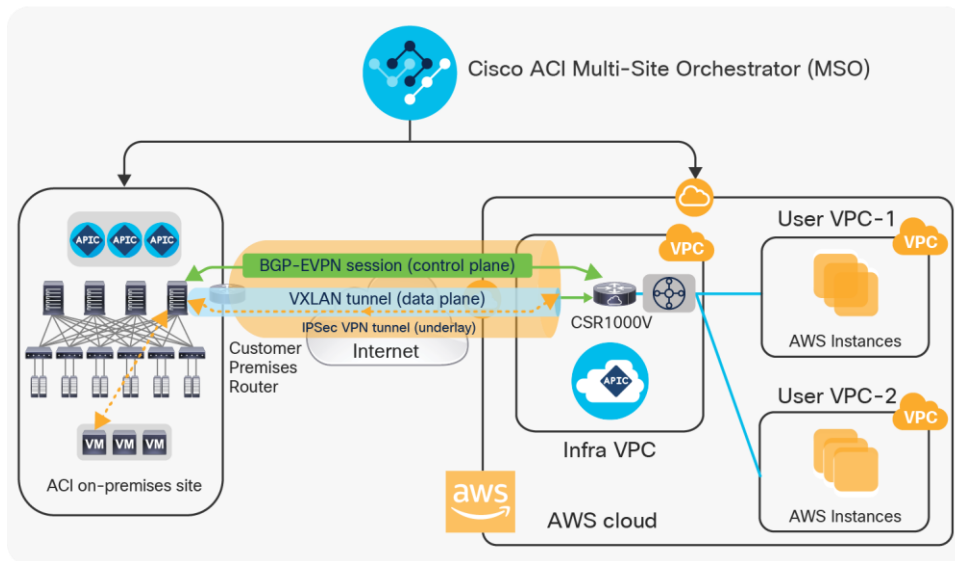 Cisco ACI Multi-Site Orchestrator (MSO)
APIC APIC APIC
VM VM VM
ACI on-premises site
Customer
Premises
Router
BGP-EVPN session (control plane)
VXLAN tunnel (data plane)
IPSec VPN tunnel (underlay)
Internet
VPC
CSR1000V
APIC
Infra VPC
User VPC-1
VPC
AWS Instances
User VPC-2
VPC
AWS Instances
aws
AWS cloud